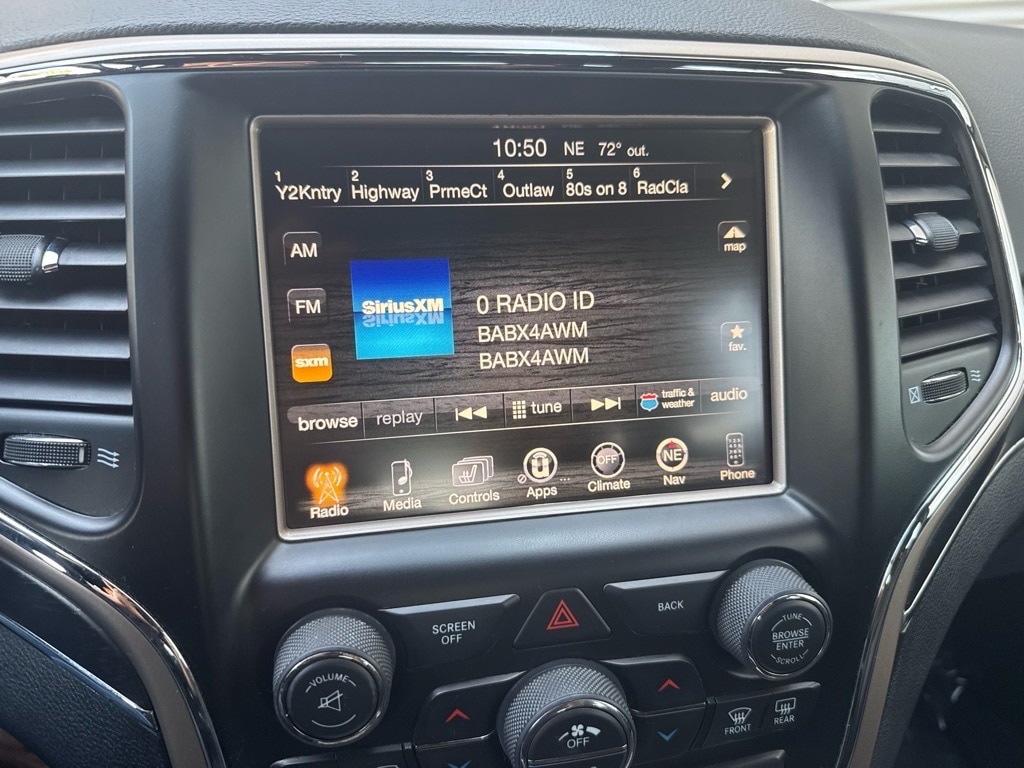 10:50 NE 72° out.
1 Y2Kntry 2 Highway 3 PrmeCt 4 Outlaw 5 80s on 8 6 RadCla
AM
map
SiriusXM
0 RADIO ID
FM
BABX4AWM
fav.
sxm
BABX4AWM
browse replay tune traffic & weather audio
Radio Media Controls Apps OFF Climate NE Nav Phone
SCREEN OFF
BACK
TUNE
BROWSE
ENTER
SCROLL
VOLUME
OFF
FRONT
REAR